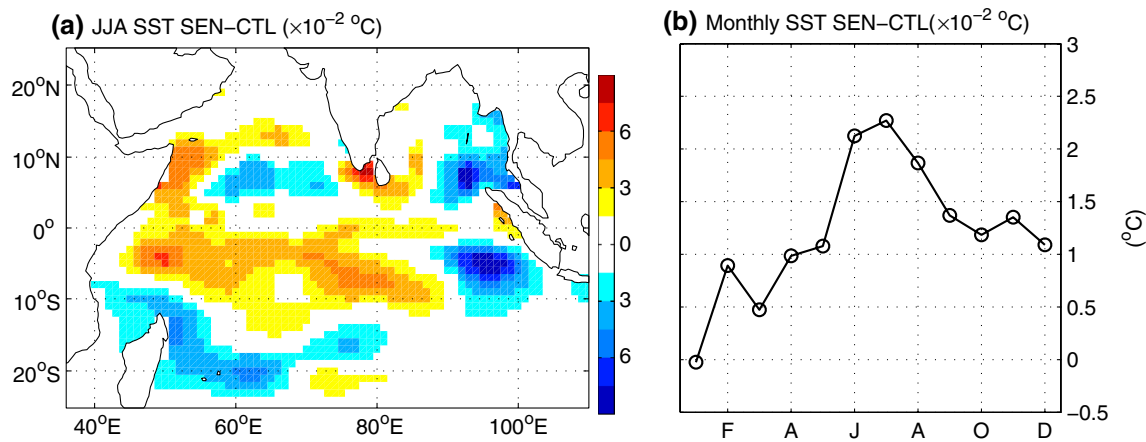 (a) JJA SST SEN−CTL (×10⁻² °C)
20°N
10°N
0°
10°S
20°S
40°E 60°E 80°E 100°E
6
3
0
3
6
(b) Monthly SST SEN−CTL(×10⁻² °C)
3
2.5
2
1.5
1
0.5
0
−0.5
(°C)
F A J A O D